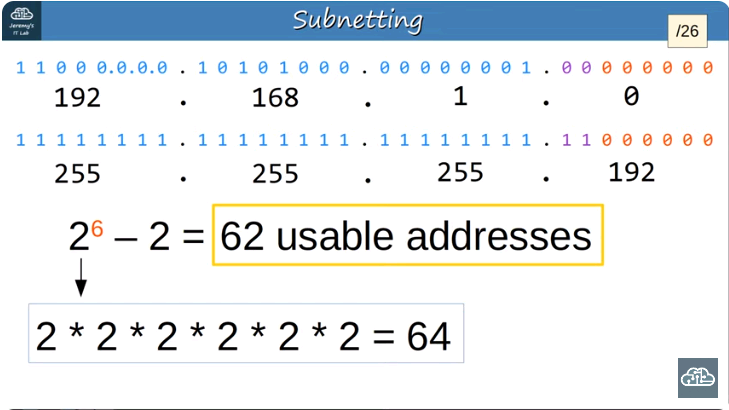 Jeremy's
IT Lab
Subnetting
/26
1 1 0 0 0.0.0.0 . 1 0 1 0 1 0 0 0 . 0 0 0 0 0 0 0 1 . 0 0 0 0 0 0 0 0
192 . 168 . 1 . 0
1 1 1 1 1 1 1 1 . 1 1 1 1 1 1 1 1 . 1 1 1 1 1 1 1 1 . 1 1 0 0 0 0 0 0
255 . 255 . 255 . 192
2⁶ – 2 = 62 usable addresses
2 * 2 * 2 * 2 * 2 * 2 = 64